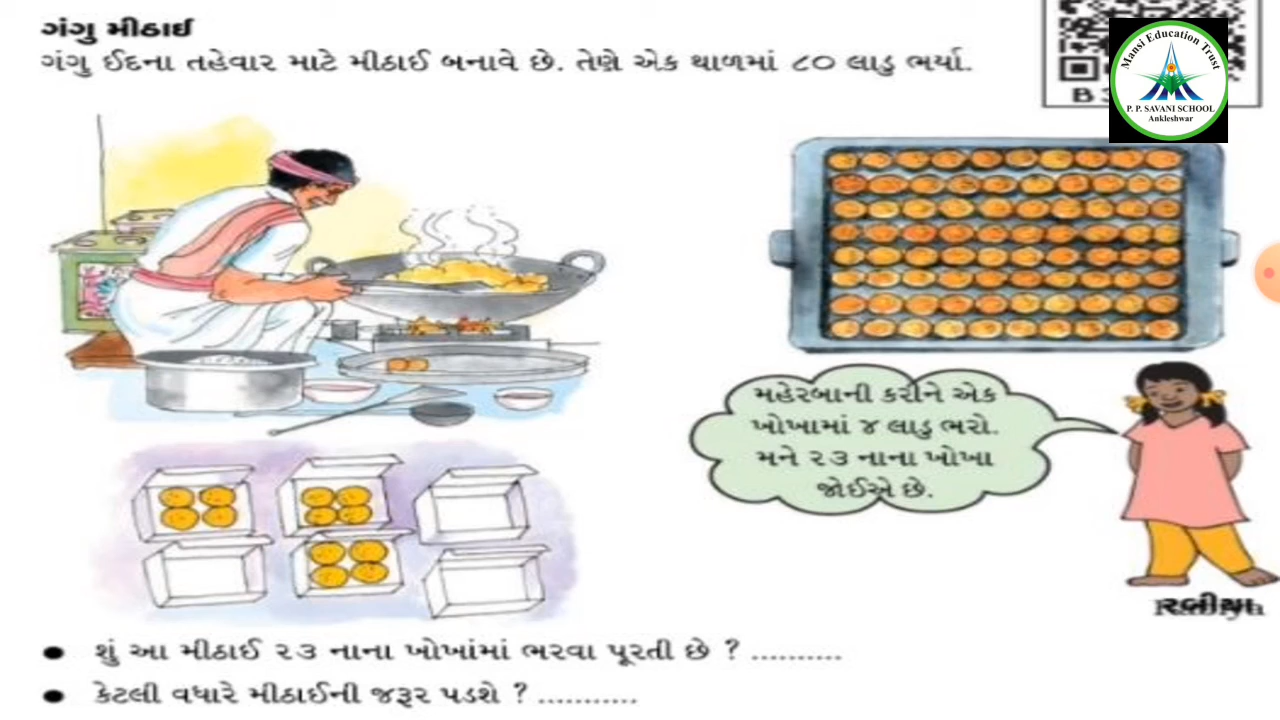 ગંગુ મીઠાઈ
ગંગુ ઈદના તહેવાર માટે મીઠાઈ બનાવે છે. તેણે એક થાળમાં ૮૦ લાડુ ભર્યા.
B
Mansi Education Trust
P. P. SAVANI SCHOOL
Ankleshwar
મહેરબાની કરીને એક
ખોખામાં ૪ લાડુ ભરો.
મને ૨૩ નાના ખોખા
જોઈએ છે.
રબીયા
શું આ મીઠાઈ ૨૩ નાના ખોખાંમાં ભરવા પૂરતી છે ? ..........
કેટલી વધારે મીઠાઈની જરૂર પડશે ? ...........